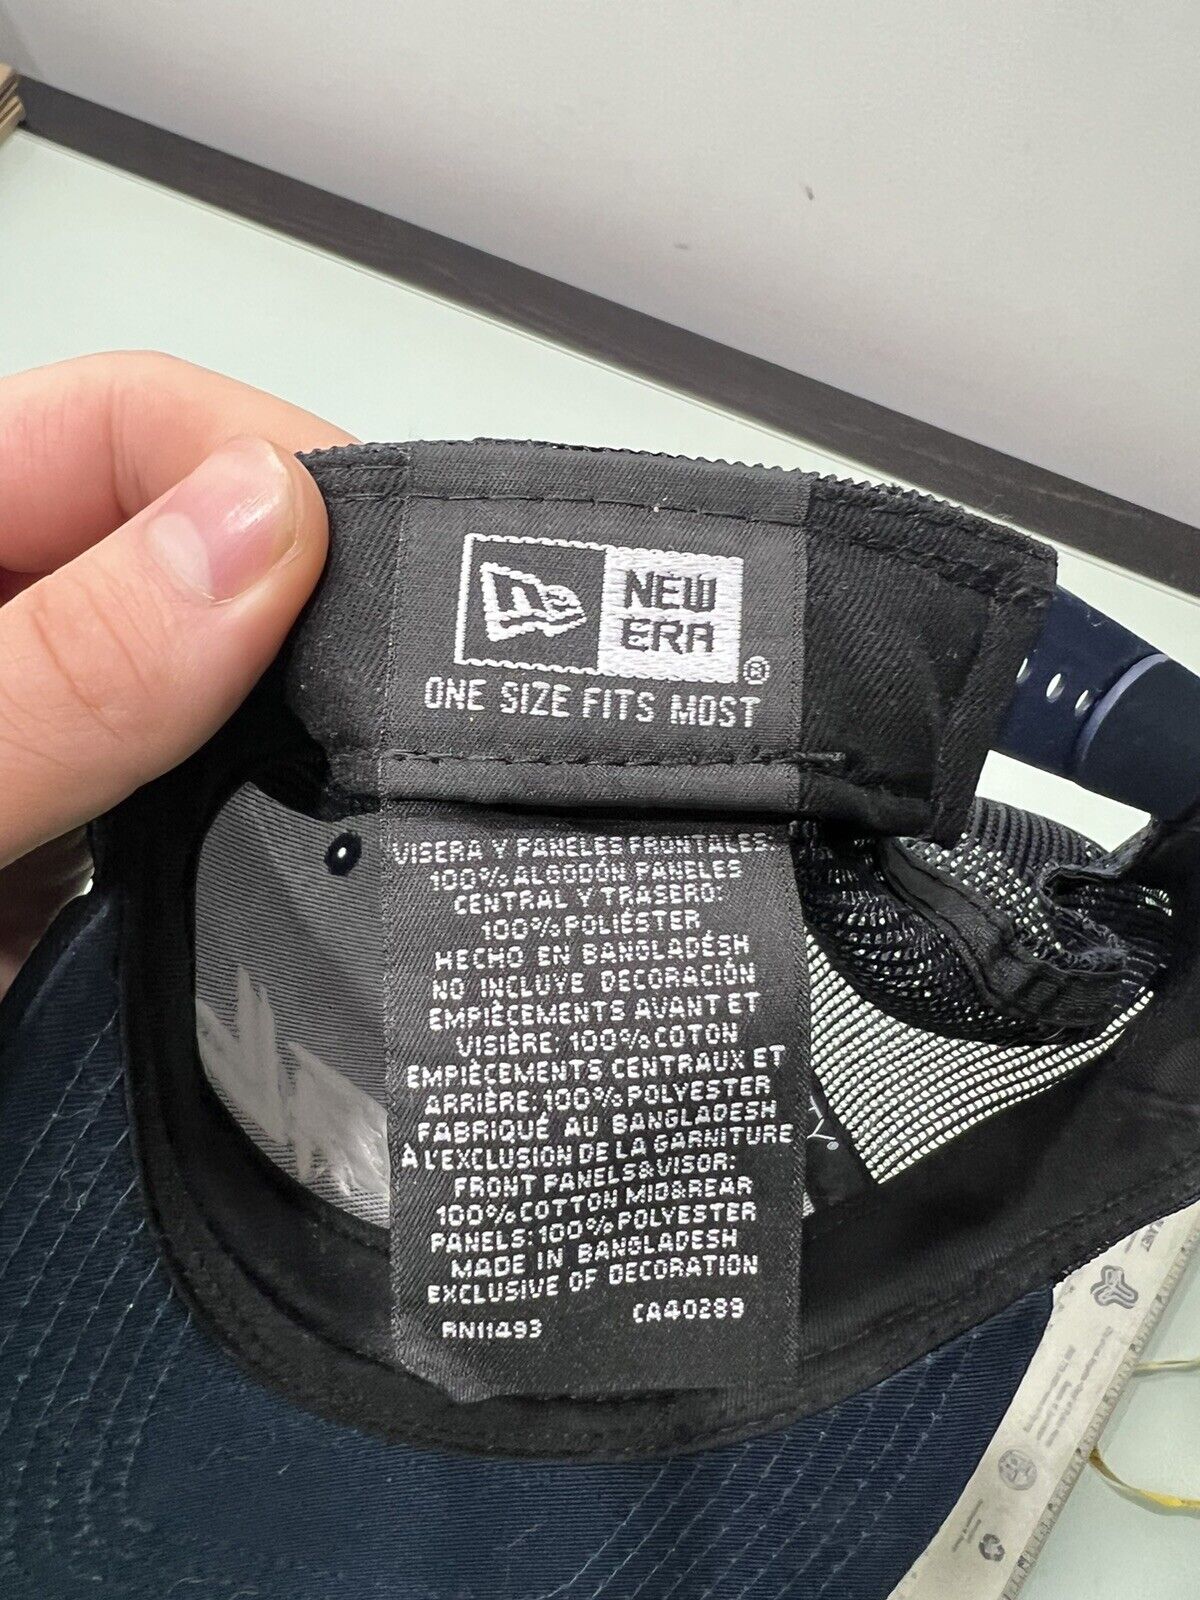 NE
NEW
ERA
®
ONE SIZE FITS MOST
VISERA Y PANELES FRONTALES:
100% ALGODÓN PANELES
CENTRAL Y TRASERO:
100% POLIÉSTER
HECHO EN BANGLADÉSH
NO INCLUYE DECORACIÓN
EMPIÈCEMENTS AVANT ET
VISIÈRE: 100% COTON
EMPIÈCEMENTS CENTRAUX ET
ARRIÈRE: 100% POLYESTER
FABRIQUÉ AU BANGLADESH
À L'EXCLUSION DE LA GARNITURE
FRONT PANELS&VISOR:
100% COTTON MID&REAR
PANELS: 100% POLYESTER
MADE IN BANGLADESH
EXCLUSIVE OF DECORATION
RN11493 CA40289